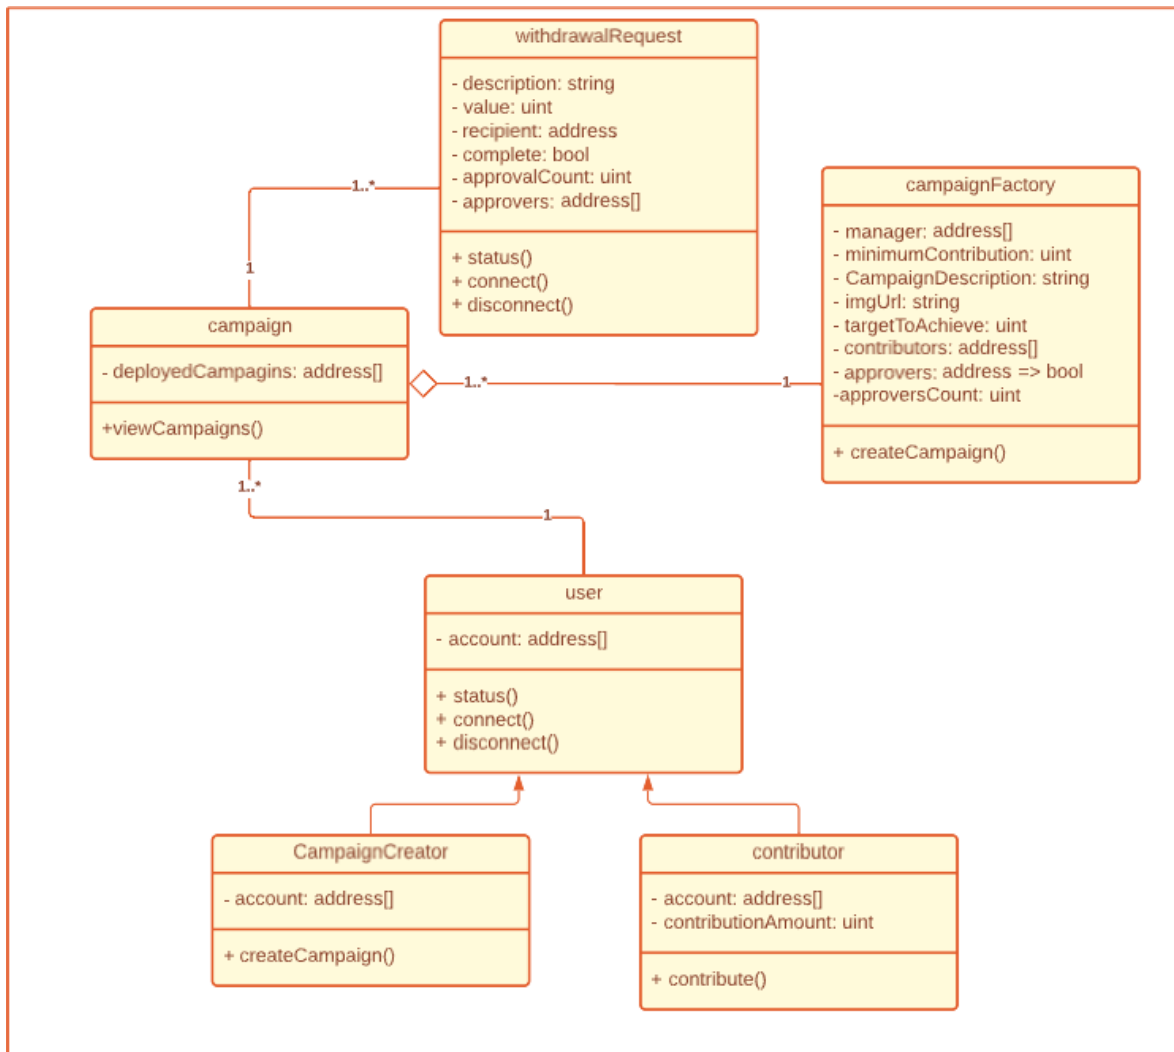 withdrawalRequest
- description: string
- value: uint
- recipient: address
- complete: bool
- approvalCount: uint
- approvers: address[]
+ status()
+ connect()
+ disconnect()
1..*
1
campaignFactory
- manager: address[]
- minimumContribution: uint
- CampaignDescription: string
- imgUrl: string
- targetToAchieve: uint
- contributors: address[]
- approvers: address => bool
-approversCount: uint
+ createCampaign()
campaign
- deployedCampagins: address[]
+viewCampaigns()
1..*
1
1..*
1
user
- account: address[]
+ status()
+ connect()
+ disconnect()
CampaignCreator
- account: address[]
+ createCampaign()
contributor
- account: address[]
- contributionAmount: uint
+ contribute()